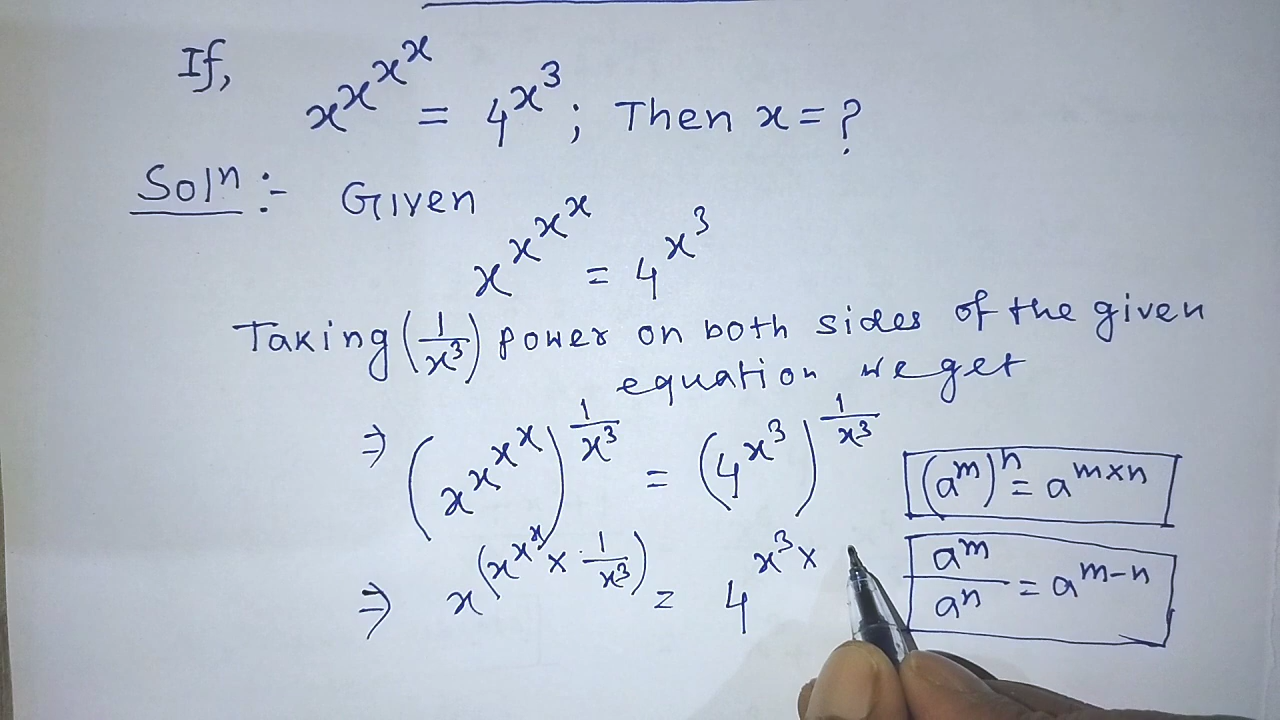 If,
x^x^x^x = 4^x^3; Then x = ?
Solⁿ :- Given
x^x^x^x = 4^x^3
Taking (1/x^3) power on both sides of the given
equation we get
⇒ (x^x^x^x)^(1/x^3) = (4^x^3)^(1/x^3)
(a^m)^n = a^(m×n)
⇒ x^(x^x^x × 1/x^3) = 4^x^3 ×
a^m/a^n = a^(m-n)